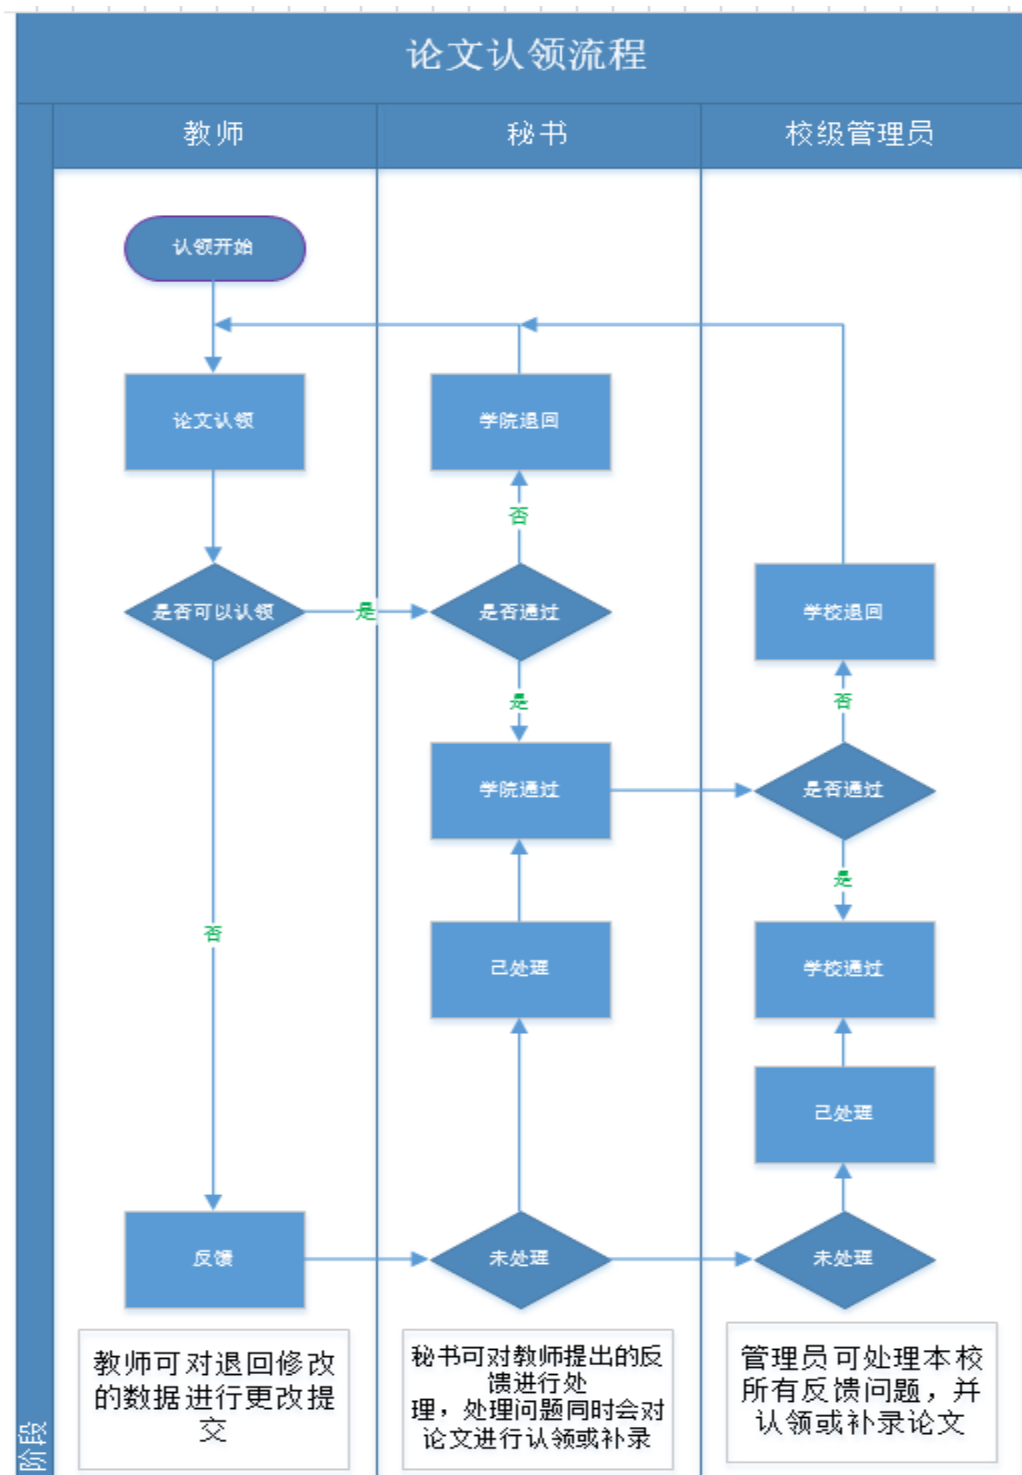 论文认领流程
教师
秘书
校级管理员
认领开始
论文认领
学院退回
否
是否可以认领
是
是否通过
学校退回
是
否
学院通过
是否通过
是
否
已处理
学校通过
已处理
反馈
未处理
未处理
教师可对退回修改
的数据进行更改提
交
秘书可对教师提出的反
馈进行处
理，处理问题同时会对
论文进行认领或补录
管理员可处理本校
所有反馈问题，并
认领或补录论文
阶段